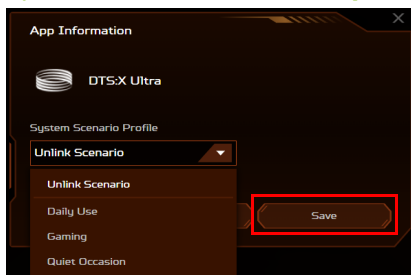 App Information
DTS:X Ultra
System Scenario Profile
Unlink Scenario
Unlink Scenario
Daily Use
Save
Gaming
Quiet Occasion